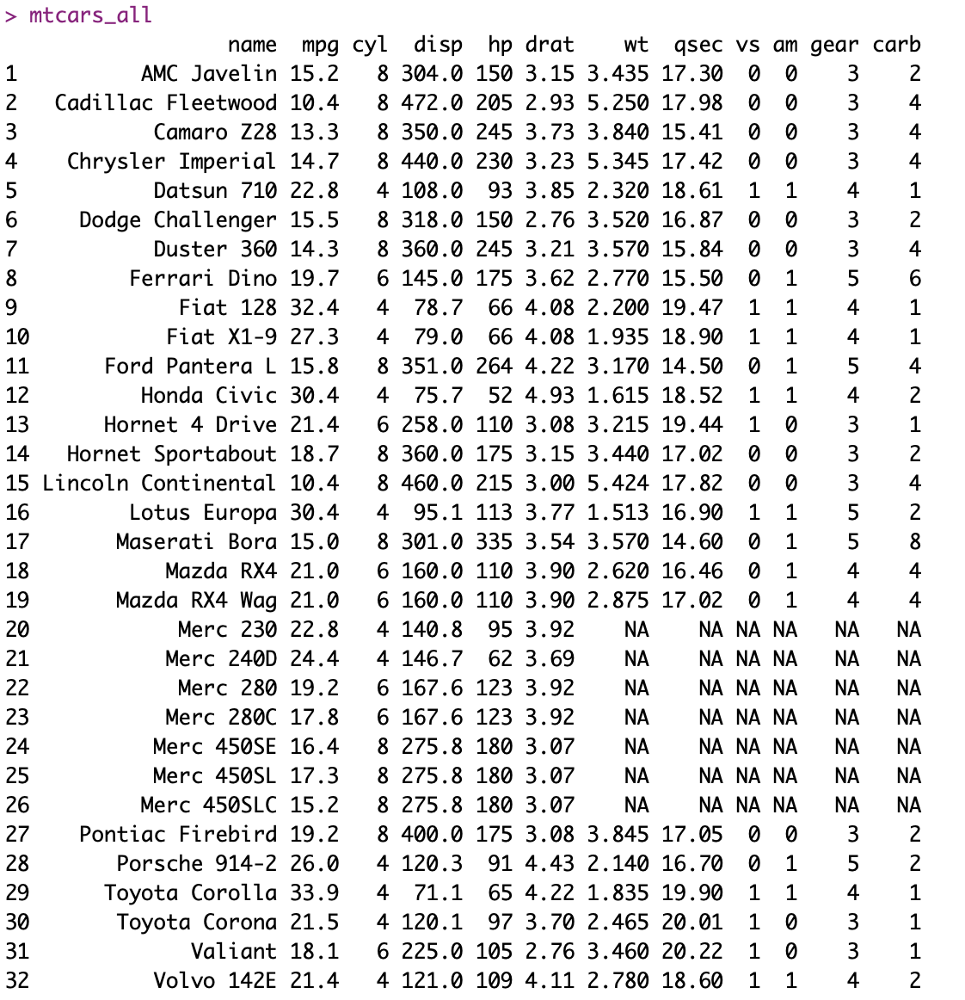 > mtcars_all
name mpg cyl disp hp drat wt qsec vs am gear carb
1 AMC Javelin 15.2 8 304.0 150 3.15 3.435 17.30 0 0 3 2
2 Cadillac Fleetwood 10.4 8 472.0 205 2.93 5.250 17.98 0 0 3 4
3 Camaro Z28 13.3 8 350.0 245 3.73 3.840 15.41 0 0 3 4
4 Chrysler Imperial 14.7 8 440.0 230 3.23 5.345 17.42 0 0 3 4
5 Datsun 710 22.8 4 108.0 93 3.85 2.320 18.61 1 1 4 1
6 Dodge Challenger 15.5 8 318.0 150 2.76 3.520 16.87 0 0 3 2
7 Duster 360 14.3 8 360.0 245 3.21 3.570 15.84 0 0 3 4
8 Ferrari Dino 19.7 6 145.0 175 3.62 2.770 15.50 0 1 5 6
9 Fiat 128 32.4 4 78.7 66 4.08 2.200 19.47 1 1 4 1
10 Fiat X1-9 27.3 4 79.0 66 4.08 1.935 18.90 1 1 4 1
11 Ford Pantera L 15.8 8 351.0 264 4.22 3.170 14.50 0 1 5 4
12 Honda Civic 30.4 4 75.7 52 4.93 1.615 18.52 1 1 4 2
13 Hornet 4 Drive 21.4 6 258.0 110 3.08 3.215 19.44 1 0 3 1
14 Hornet Sportabout 18.7 8 360.0 175 3.15 3.440 17.02 0 0 3 2
15 Lincoln Continental 10.4 8 460.0 215 3.00 5.424 17.82 0 0 3 4
16 Lotus Europa 30.4 4 95.1 113 3.77 1.513 16.90 1 1 5 2
17 Maserati Bora 15.0 8 301.0 335 3.54 3.570 14.60 0 1 5 8
18 Mazda RX4 21.0 6 160.0 110 3.90 2.620 16.46 0 1 4 4
19 Mazda RX4 Wag 21.0 6 160.0 110 3.90 2.875 17.02 0 1 4 4
20 Merc 230 22.8 4 140.8 95 3.92 NA NA NA NA NA NA
21 Merc 240D 24.4 4 146.7 62 3.69 NA NA NA NA NA NA
22 Merc 280 19.2 6 167.6 123 3.92 NA NA NA NA NA NA
23 Merc 280C 17.8 6 167.6 123 3.92 NA NA NA NA NA NA
24 Merc 450SE 16.4 8 275.8 180 3.07 NA NA NA NA NA NA
25 Merc 450SL 17.3 8 275.8 180 3.07 NA NA NA NA NA NA
26 Merc 450SLC 15.2 8 275.8 180 3.07 NA NA NA NA NA NA
27 Pontiac Firebird 19.2 8 400.0 175 3.08 3.845 17.05 0 0 3 2
28 Porsche 914-2 26.0 4 120.3 91 4.43 2.140 16.70 0 1 5 2
29 Toyota Corolla 33.9 4 71.1 65 4.22 1.835 19.90 1 1 4 1
30 Toyota Corona 21.5 4 120.1 97 3.70 2.465 20.01 1 0 3 1
31 Valiant 18.1 6 225.0 105 2.76 3.460 20.22 1 0 3 1
32 Volvo 142E 21.4 4 121.0 109 4.11 2.780 18.60 1 1 4 2